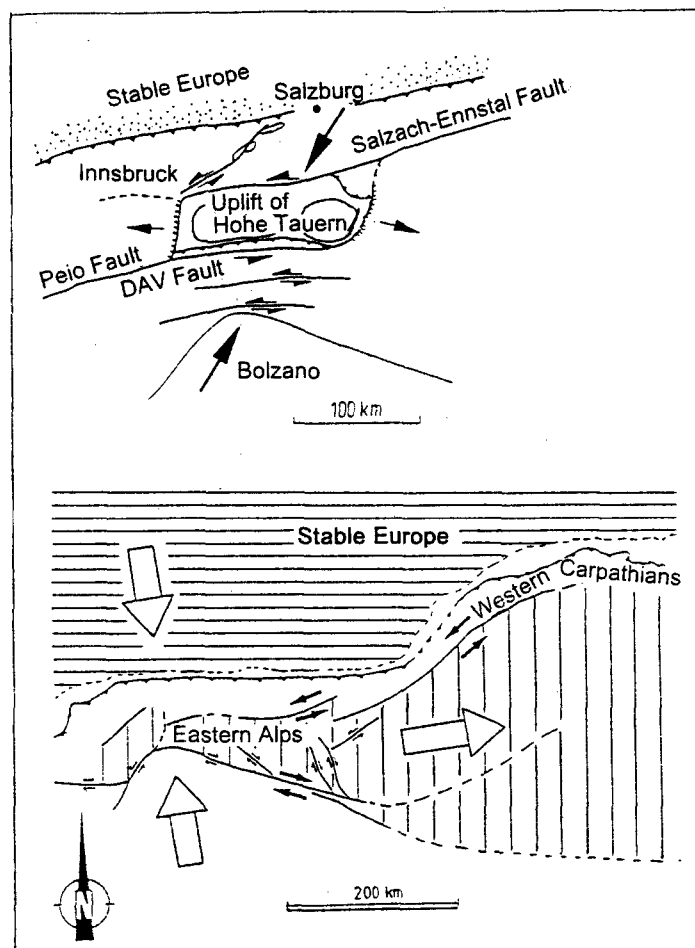 Stable Europe
Salzburg
Salzach-Ennstal Fault
Innsbruck
Uplift of
Hohe Tauern
Peio Fault
DAV Fault
Bolzano
100 km
Stable Europe
Western Carpathians
Eastern Alps
N
200 km